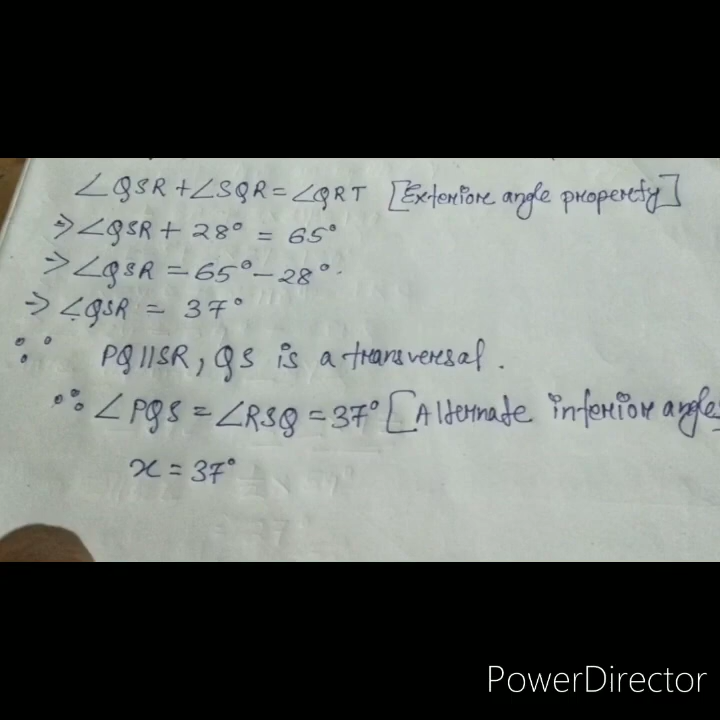 ∠QSR + ∠SQR = ∠QRT [Exterior angle property]
⇒ ∠QSR + 28° = 65°
⇒ ∠QSR = 65° - 28°.
⇒ ∠QSR = 37°
∵ PQ||SR, QS is a transversal.
∴ ∠PQS = ∠RSQ = 37° [Alternate interior angle
x = 37°
PowerDirector